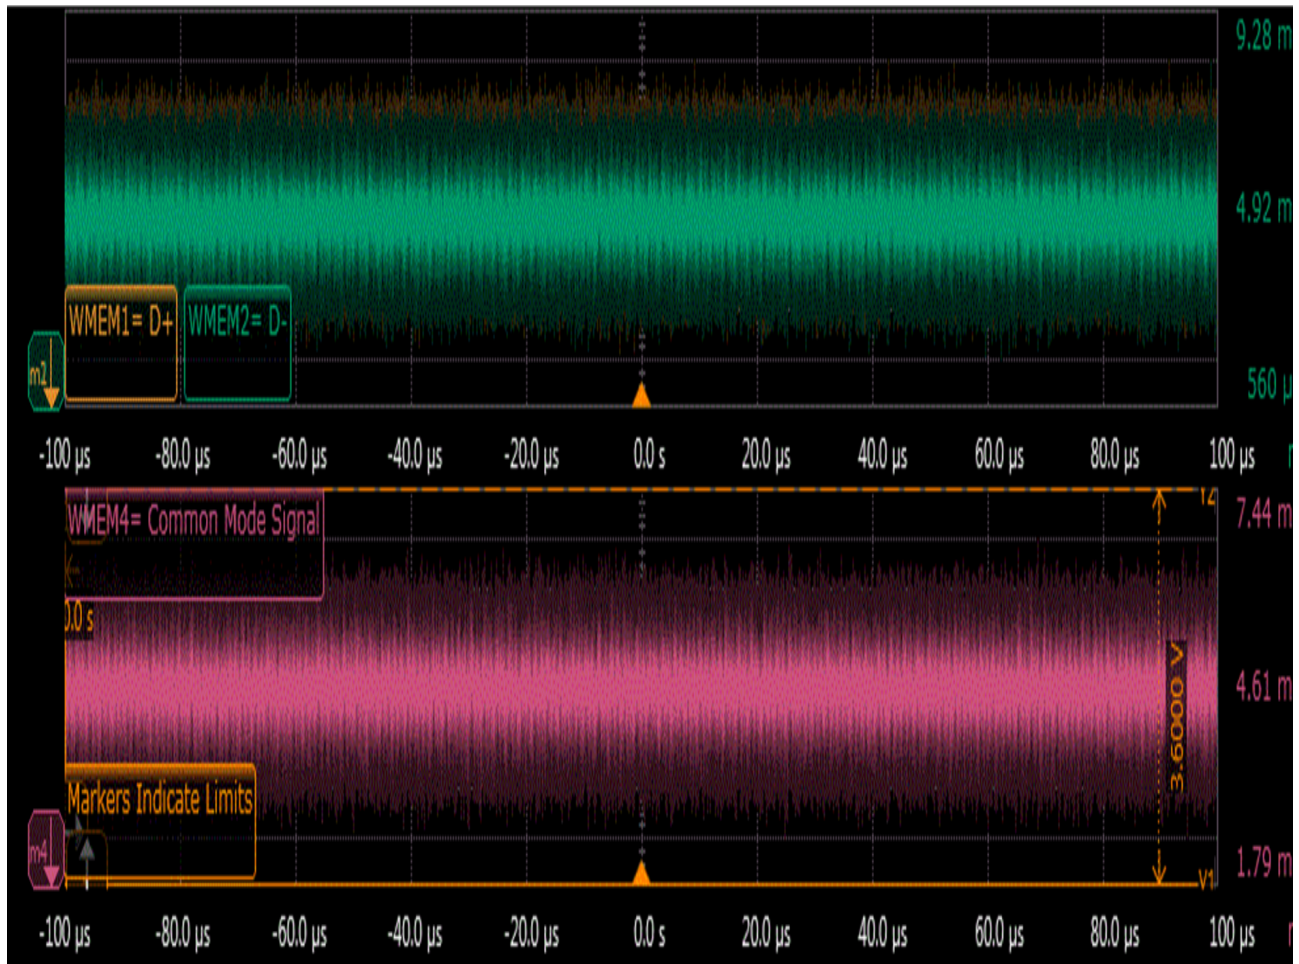 9.28 m
4.92 m
WMEM1= D+ WMEM2= D-
m2
560 µ
-100 µs -80.0 µs -60.0 µs -40.0 µs -20.0 µs 0.0 s 20.0 µs 40.0 µs 60.0 µs 80.0 µs 100 µs
Y2
7.44 m
WMEM4= Common Mode Signal
0.0 s
4.61 m
3.6000 V
Markers Indicate Limits
m4
1.79 m
Y1
-100 µs -80.0 µs -60.0 µs -40.0 µs -20.0 µs 0.0 s 20.0 µs 40.0 µs 60.0 µs 80.0 µs 100 µs